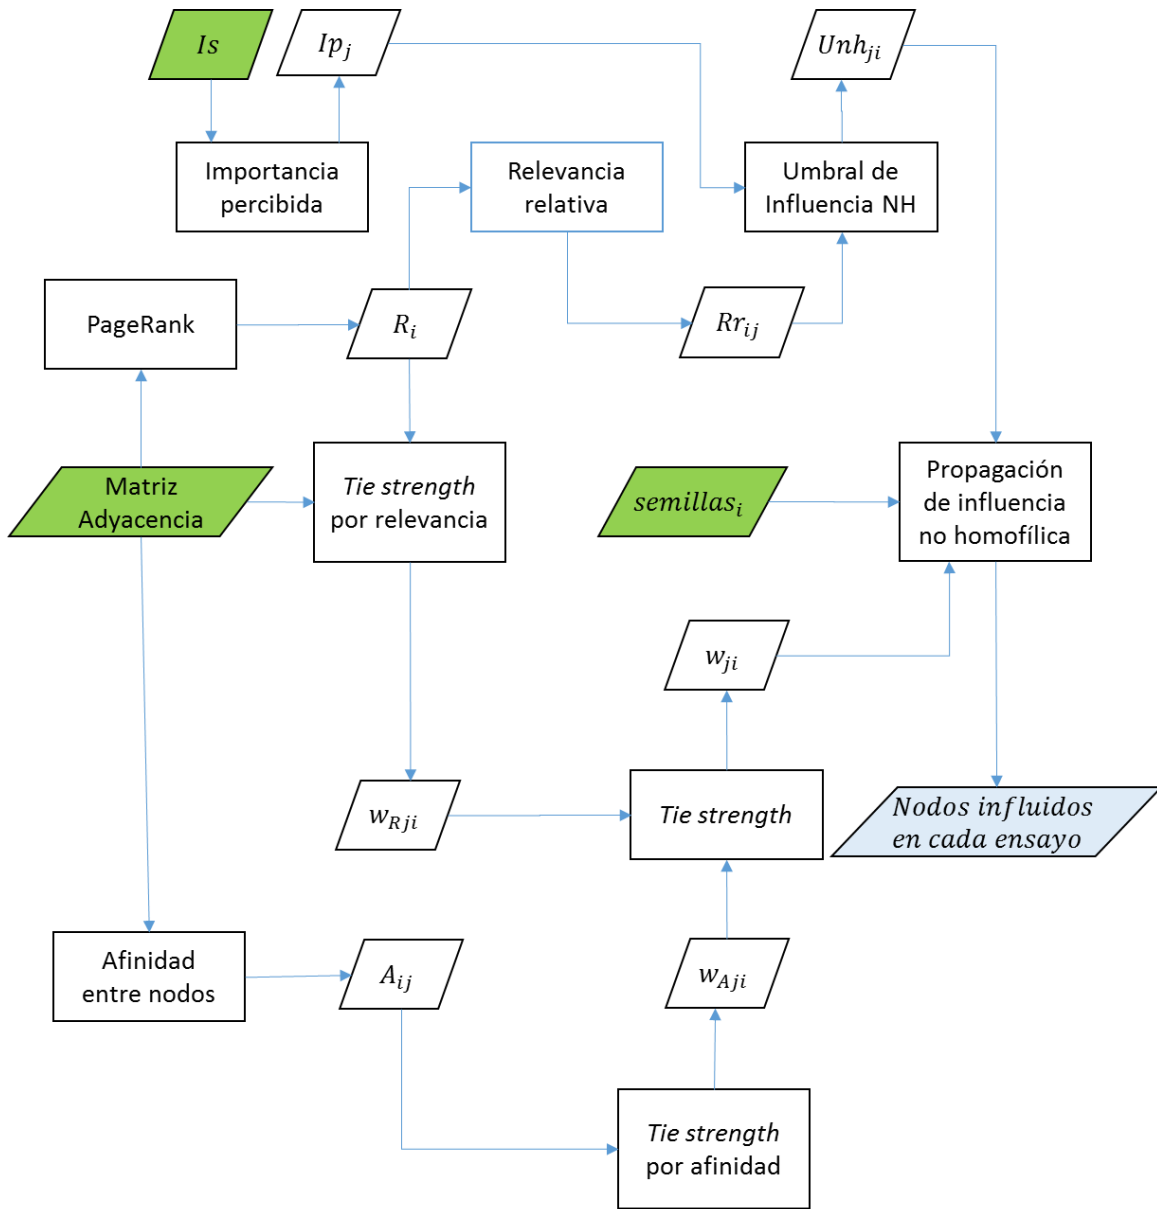 Is
Ip_j
Unh_ji
Importancia
percibida
Relevancia
relativa
Umbral de
Influencia NH
PageRank
R_i
Rr_ij
Matriz
Adyacencia
Tie strength
por relevancia
semillas_i
Propagación
de influencia
no homofílica
w_ji
w_Rji
Tie strength
Nodos influidos
en cada ensayo
Afinidad
entre nodos
A_ij
w_Aji
Tie strength
por afinidad